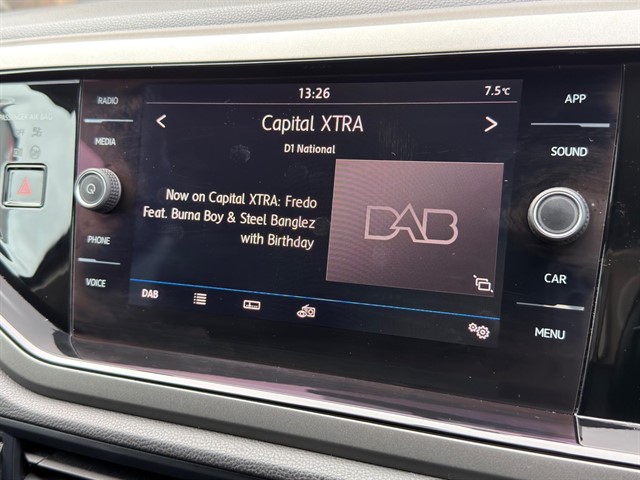 13:26
7.5°C
RADIO
MEDIA
PHONE
VOICE
Capital XTRA
D1 National
Now on Capital XTRA: Fredo
Feat. Burna Boy & Steel Banglez
with Birthday
DAB
DAB
APP
SOUND
CAR
MENU